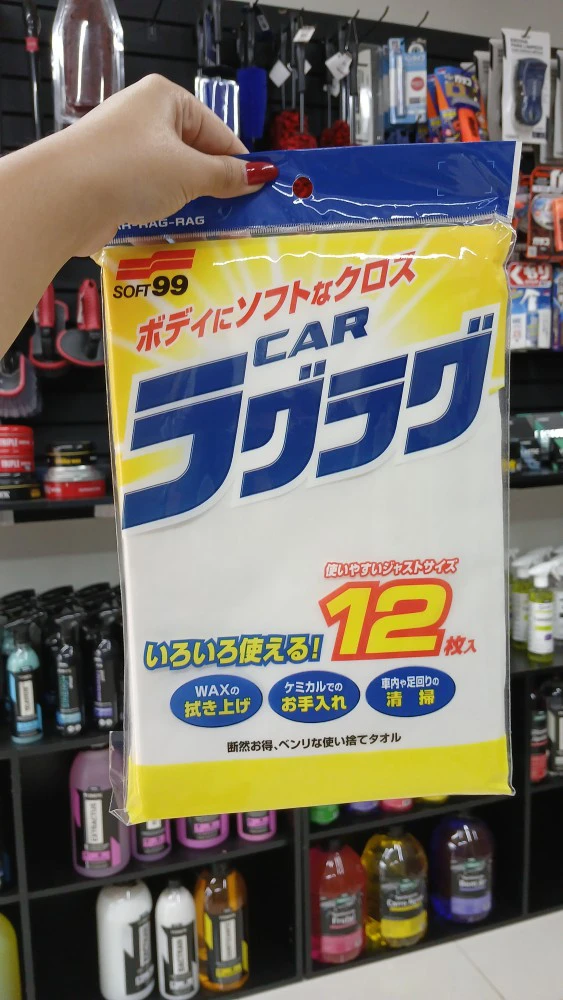 -RAG-RAG
SOFT99
ボディにソフトなクロス
CAR
ラグラグ
使いやすいジャストサイズ
12枚入
いろいろ使える!
WAXの
拭き上げ
ケミカルでの
お手入れ
車内や足回りの
清掃
断然お得、ベンリな使い捨てタオル